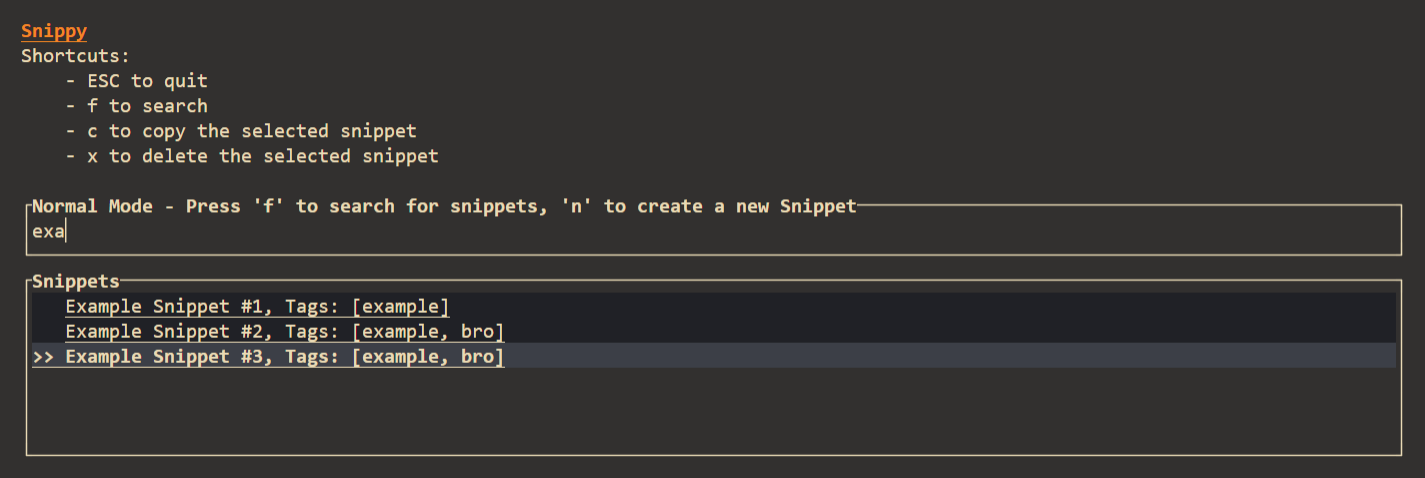 Snippy
Shortcuts:
- ESC to quit
- f to search
- c to copy the selected snippet
- x to delete the selected snippet
Normal Mode - Press 'f' to search for snippets, 'n' to create a new Snippet
exa
Snippets
Example Snippet #1, Tags: [example]
Example Snippet #2, Tags: [example, bro]
>> Example Snippet #3, Tags: [example, bro]